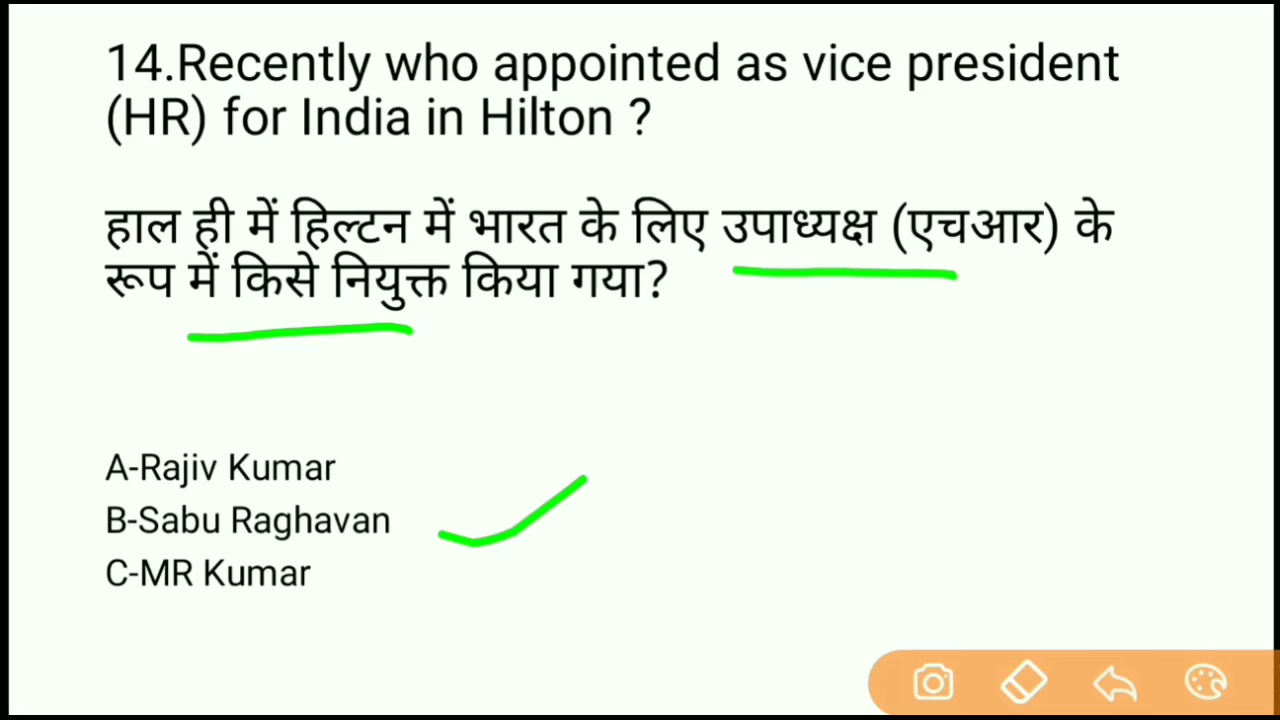 14.Recently who appointed as vice president
(HR) for India in Hilton ?
हाल ही में हिल्टन में भारत के लिए उपाध्यक्ष (एचआर) के
रूप में किसे नियुक्त किया गया?
A-Rajiv Kumar
B-Sabu Raghavan
C-MR Kumar